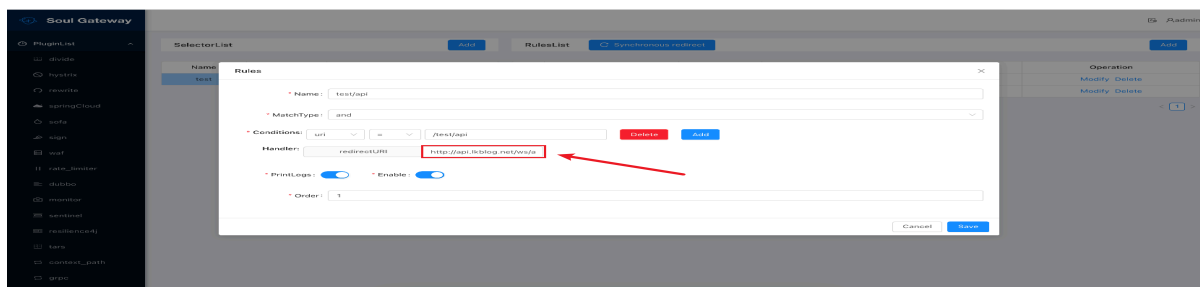 Soul Gateway
admin
PluginList
SelectorList
Add
RulesList
Synchronous redirect
Add
divide
Name
Operation
hystrix
test
Modify Delete
rewrite
Modify Delete
springCloud
1
sofa
sign
waf
rate_limiter
dubbo
monitor
sentinel
resilience4j
tars
context_path
grpc
Rules
* Name: test/api
* MatchType: and
* Conditions: uri = /test/api Delete Add
Handler: redirectURI http://api.lkblog.net/ws/a
* PrintLogs: * Enable:
* Order: 1
Cancel Save